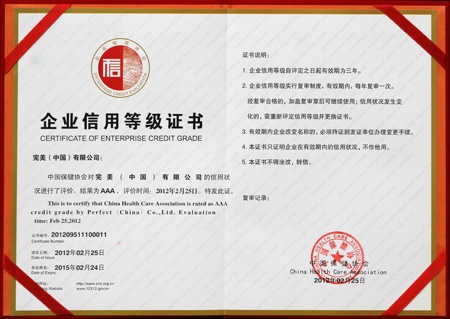 企业信用等级证书
CERTIFICATE OF ENTERPRISE CREDIT GRADE
完美（中国）有限公司：
中国保健协会对完美（中国）有限公司的信用状
况进行了评价，结果为AAA，评价时间：2012年2月25日，特发此证。
This is to certify that China Health Care Association is rated as AAA
credit grade by Perfect（China）Co.,Ltd. Evaluation
time: Feb 25,2012
证书编号：201209511100011
Certificate Number
颁发日期：2012年02月25日
Date of Issue
有效期至：2015年02月24日
Date of Expiry
http://www.chc.org.cn
Website www.12312.gov.cn
证书说明：
1. 企业信用等级自评定之日起有效期为三年。
2. 企业信用等级实行复审制度，有效期内，每年复审一次。
经复审合格的，加盖复审章后可继续使用；信用状况发生变
化的，需重新评定信用等级并更换证书。
3. 有效期内企业改变名称的，必须持证到发证单位办理变更手续。
4. 本证书只证明企业在有效期内的信用状况，不作他用。
5. 本证书不得涂改，转借。
复审记录：
中国保健协会
China Health Care Association
2012年02月25日